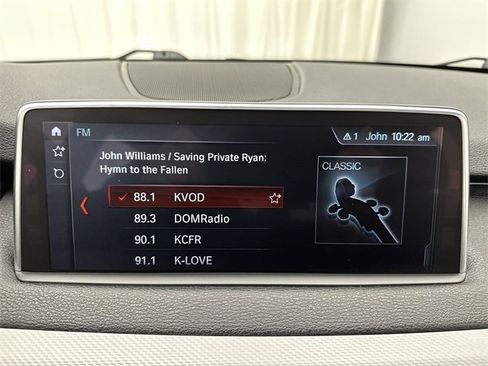 FM
1 John 10:22 am
John Williams / Saving Private Ryan:
Hymn to the Fallen
CLASSIC
88.1 KVOD
89.3 DOMRadio
90.1 KCFR
91.1 K-LOVE